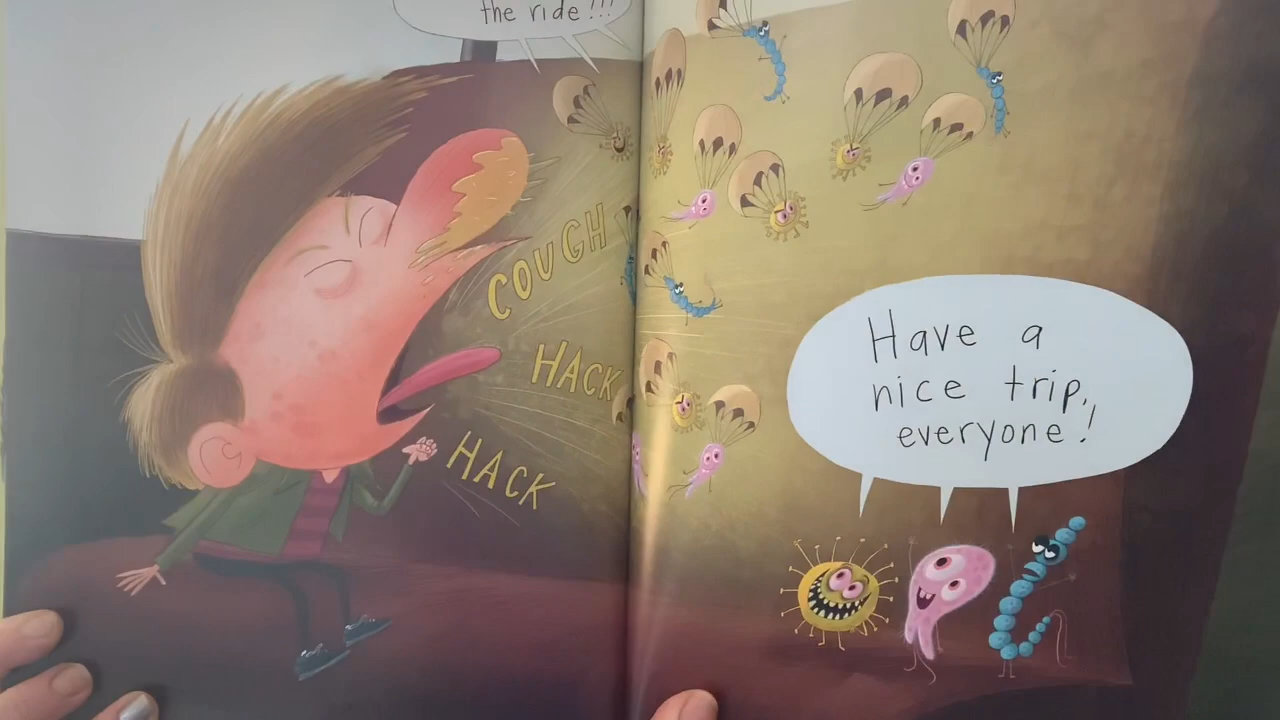 the ride!!!
COUGH
HACK
HACK
Have a
nice trip,
everyone!